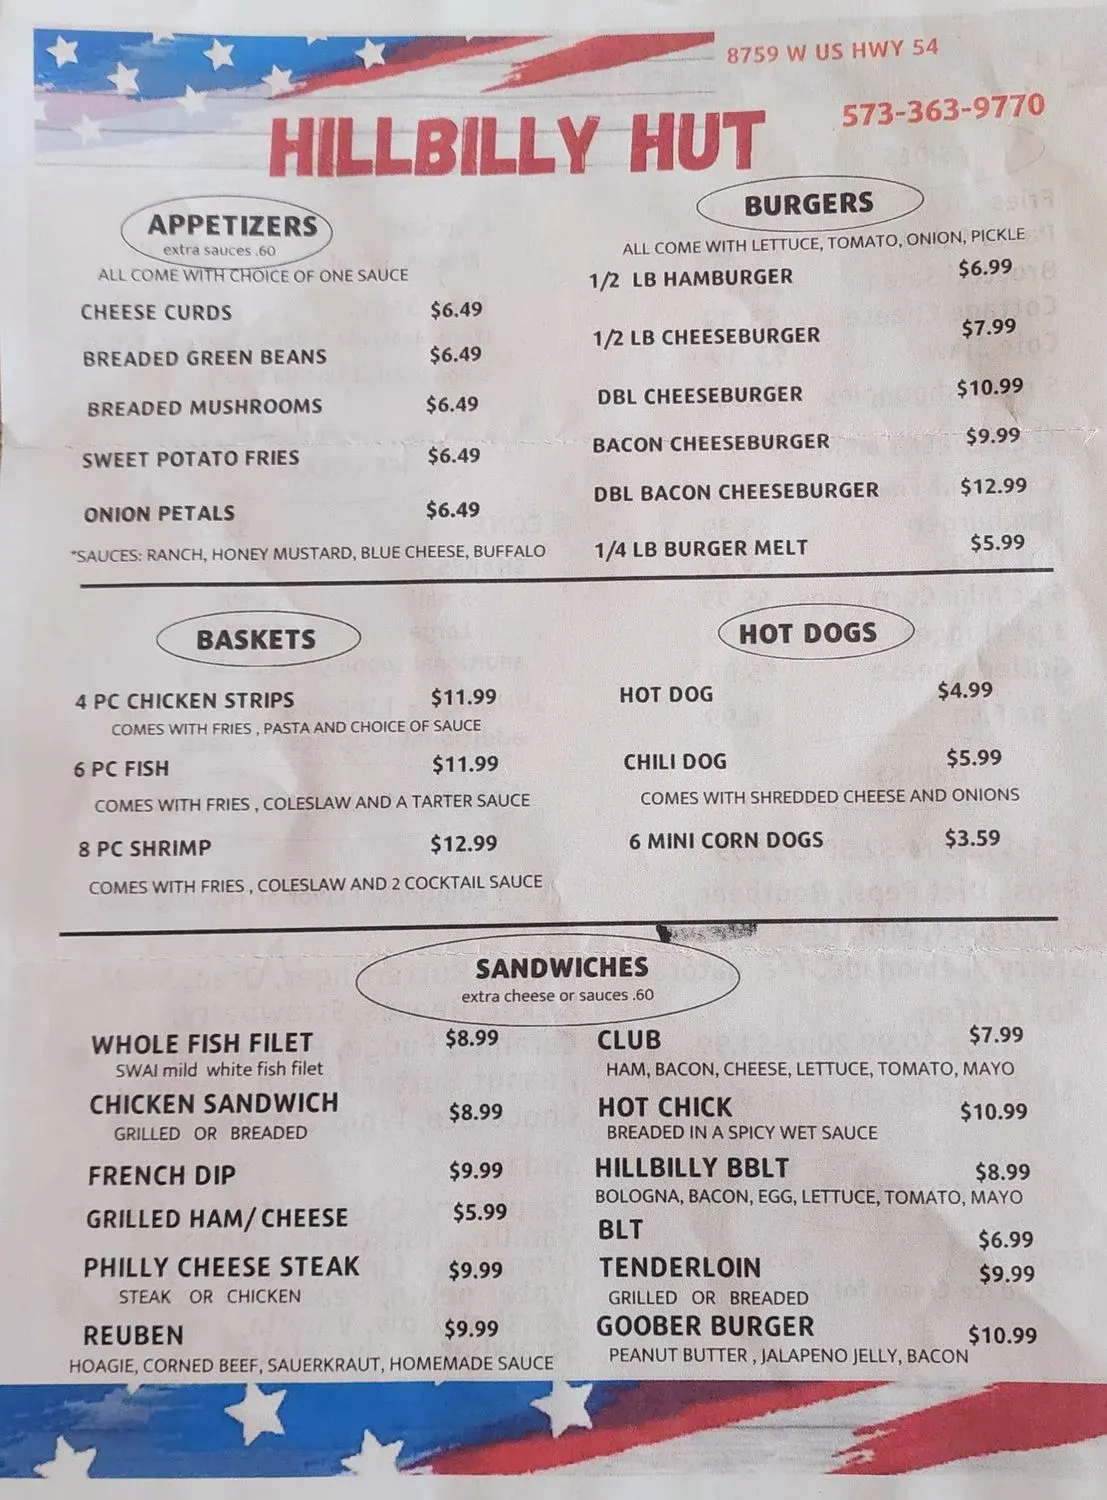 8759 W US HWY 54
573-363-9770
HILLBILLY HUT
APPETIZERS
extra sauces .60
ALL COME WITH CHOICE OF ONE SAUCE
CHEESE CURDS $6.49
BREADED GREEN BEANS $6.49
BREADED MUSHROOMS $6.49
SWEET POTATO FRIES $6.49
ONION PETALS $6.49
*SAUCES: RANCH, HONEY MUSTARD, BLUE CHEESE, BUFFALO
BURGERS
ALL COME WITH LETTUCE, TOMATO, ONION, PICKLE
1/2 LB HAMBURGER $6.99
1/2 LB CHEESEBURGER $7.99
DBL CHEESEBURGER $10.99
BACON CHEESEBURGER $9.99
DBL BACON CHEESEBURGER $12.99
1/4 LB BURGER MELT $5.99
BASKETS
4 PC CHICKEN STRIPS $11.99
COMES WITH FRIES , PASTA AND CHOICE OF SAUCE
6 PC FISH $11.99
COMES WITH FRIES , COLESLAW AND A TARTER SAUCE
8 PC SHRIMP $12.99
COMES WITH FRIES , COLESLAW AND 2 COCKTAIL SAUCE
HOT DOGS
HOT DOG $4.99
CHILI DOG $5.99
COMES WITH SHREDDED CHEESE AND ONIONS
6 MINI CORN DOGS $3.59
SANDWICHES
extra cheese or sauces .60
WHOLE FISH FILET $8.99
SWAI mild white fish filet
CHICKEN SANDWICH $8.99
GRILLED OR BREADED
FRENCH DIP $9.99
GRILLED HAM/CHEESE $5.99
PHILLY CHEESE STEAK $9.99
STEAK OR CHICKEN
REUBEN $9.99
HOAGIE, CORNED BEEF, SAUERKRAUT, HOMEMADE SAUCE
CLUB $7.99
HAM, BACON, CHEESE, LETTUCE, TOMATO, MAYO
HOT CHICK $10.99
BREADED IN A SPICY WET SAUCE
HILLBILLY BBLT $8.99
BOLOGNA, BACON, EGG, LETTUCE, TOMATO, MAYO
BLT $6.99
TENDERLOIN $9.99
GRILLED OR BREADED
GOOBER BURGER $10.99
PEANUT BUTTER , JALAPENO JELLY, BACON